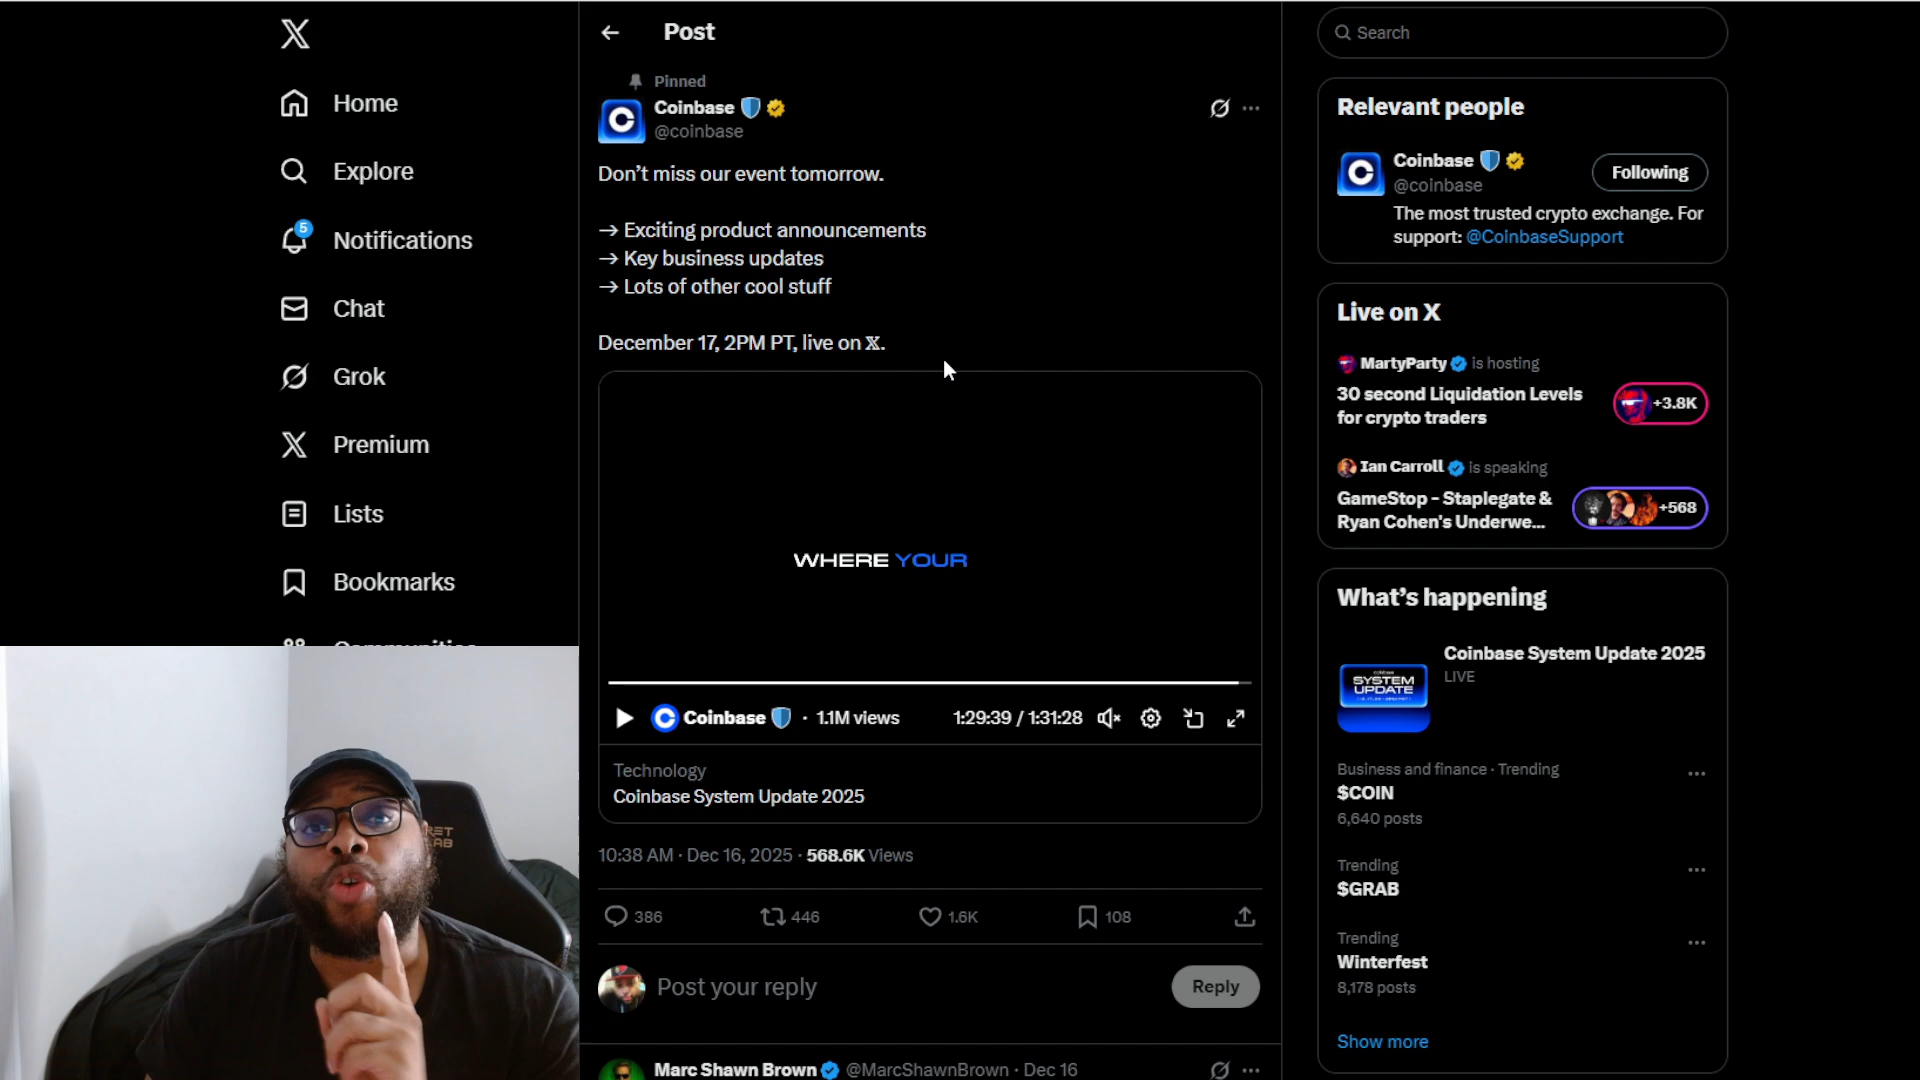 Home
Explore
5
Notifications
Chat
Grok
Premium
Lists
Bookmarks
Post
Pinned
Coinbase
@coinbase
Don’t miss our event tomorrow.
→ Exciting product announcements
→ Key business updates
→ Lots of other cool stuff
December 17, 2PM PT, live on 𝕏.
WHERE YOUR
Coinbase · 1.1M views 1:29:39 / 1:31:28
Technology
Coinbase System Update 2025
10:38 AM · Dec 16, 2025 · 568.6K Views
386 446 1.6K 108
Post your reply
Reply
Marc Shawn Brown @MarcShawnBrown · Dec 16
Search
Relevant people
Coinbase
@coinbase
Following
The most trusted crypto exchange. For
support: @CoinbaseSupport
Live on X
MartyParty is hosting
30 second Liquidation Levels
for crypto traders
+3.8K
Ian Carroll is speaking
GameStop - Staplegate &
Ryan Cohen's Underwe...
+568
What’s happening
Coinbase System Update 2025
LIVE
SYSTEM
UPDATE
Business and finance · Trending
$COIN
6,640 posts
Trending
$GRAB
Trending
Winterfest
8,178 posts
Show more